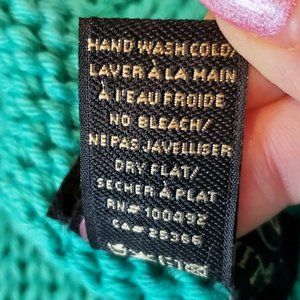 HAND WASH COLD/
LAVER À LA MAIN
À L'EAU FROIDE
NO BLEACH/
NE PAS JAVELLISER
DRY FLAT/
SECHER À PLAT
RN# 100492
CA# 28366